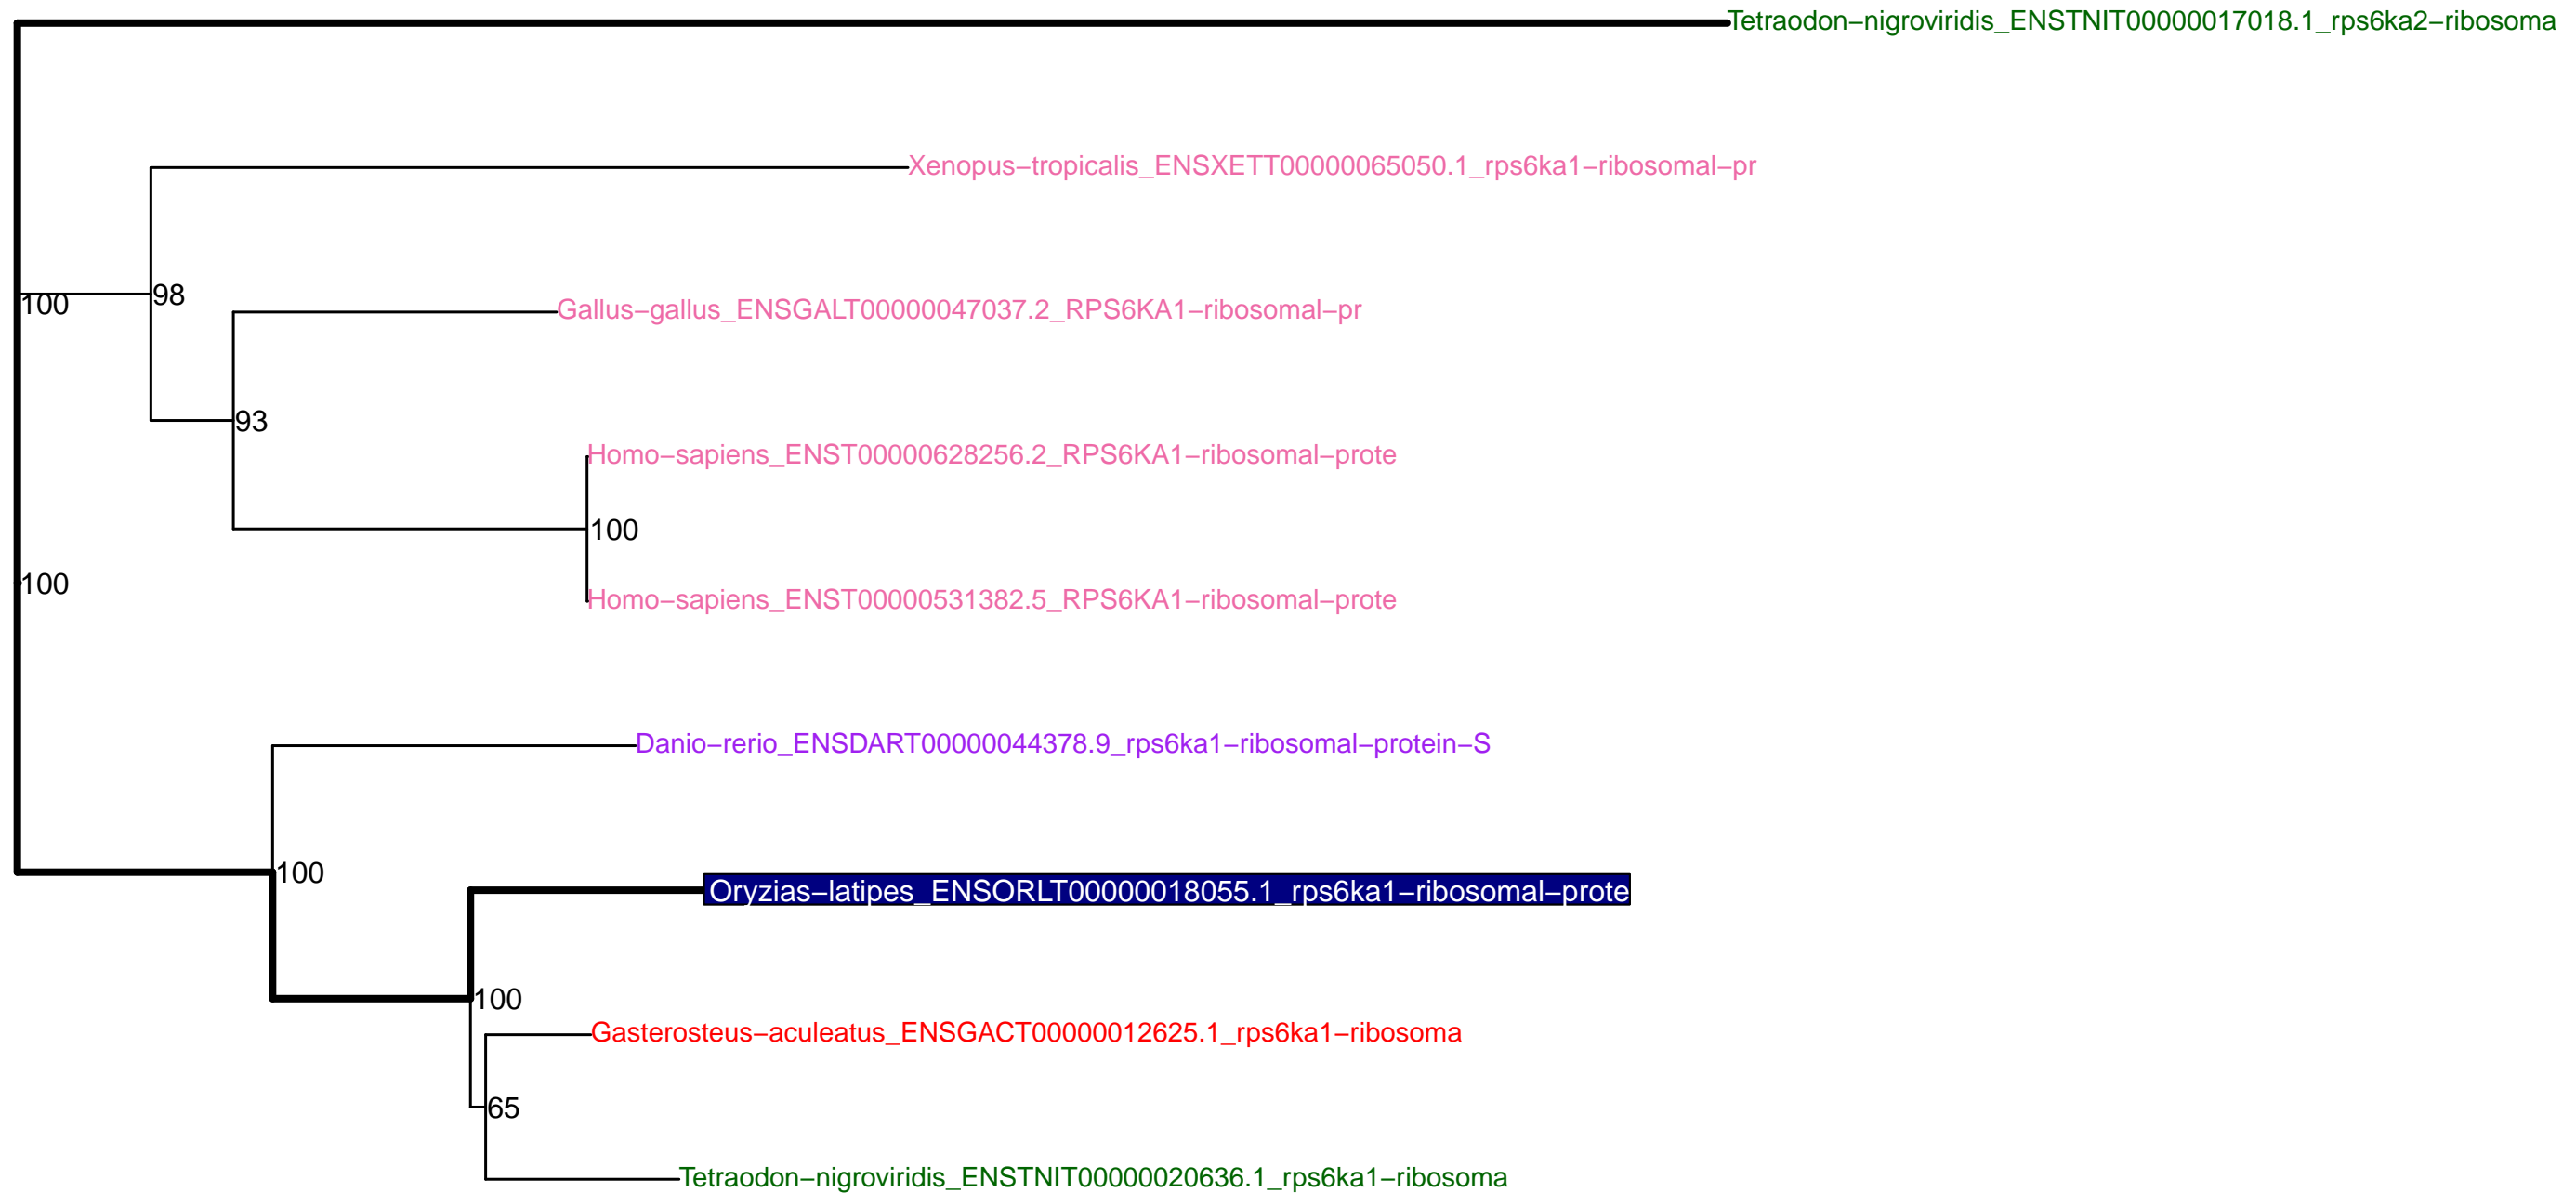 Tetraodon−nigroviridis_ENSTNIT00000017018.1_rps6ka2−ribosoma
Xenopus−tropicalis_ENSXETT00000065050.1_rps6ka1−ribosomal−pr
98
100
Gallus−gallus_ENSGALT00000047037.2_RPS6KA1−ribosomal−pr
93
Homo−sapiens_ENST00000628256.2_RPS6KA1−ribosomal−prote
100
100
Homo−sapiens_ENST00000531382.5_RPS6KA1−ribosomal−prote
Danio−rerio_ENSDART00000044378.9_rps6ka1−ribosomal−protein−S
100
Oryzias−latipes_ENSORLT00000018055.1_rps6ka1−ribosomal−prote
100
Gasterosteus−aculeatus_ENSGACT00000012625.1_rps6ka1−ribosoma
65
Tetraodon−nigroviridis_ENSTNIT00000020636.1_rps6ka1−ribosoma